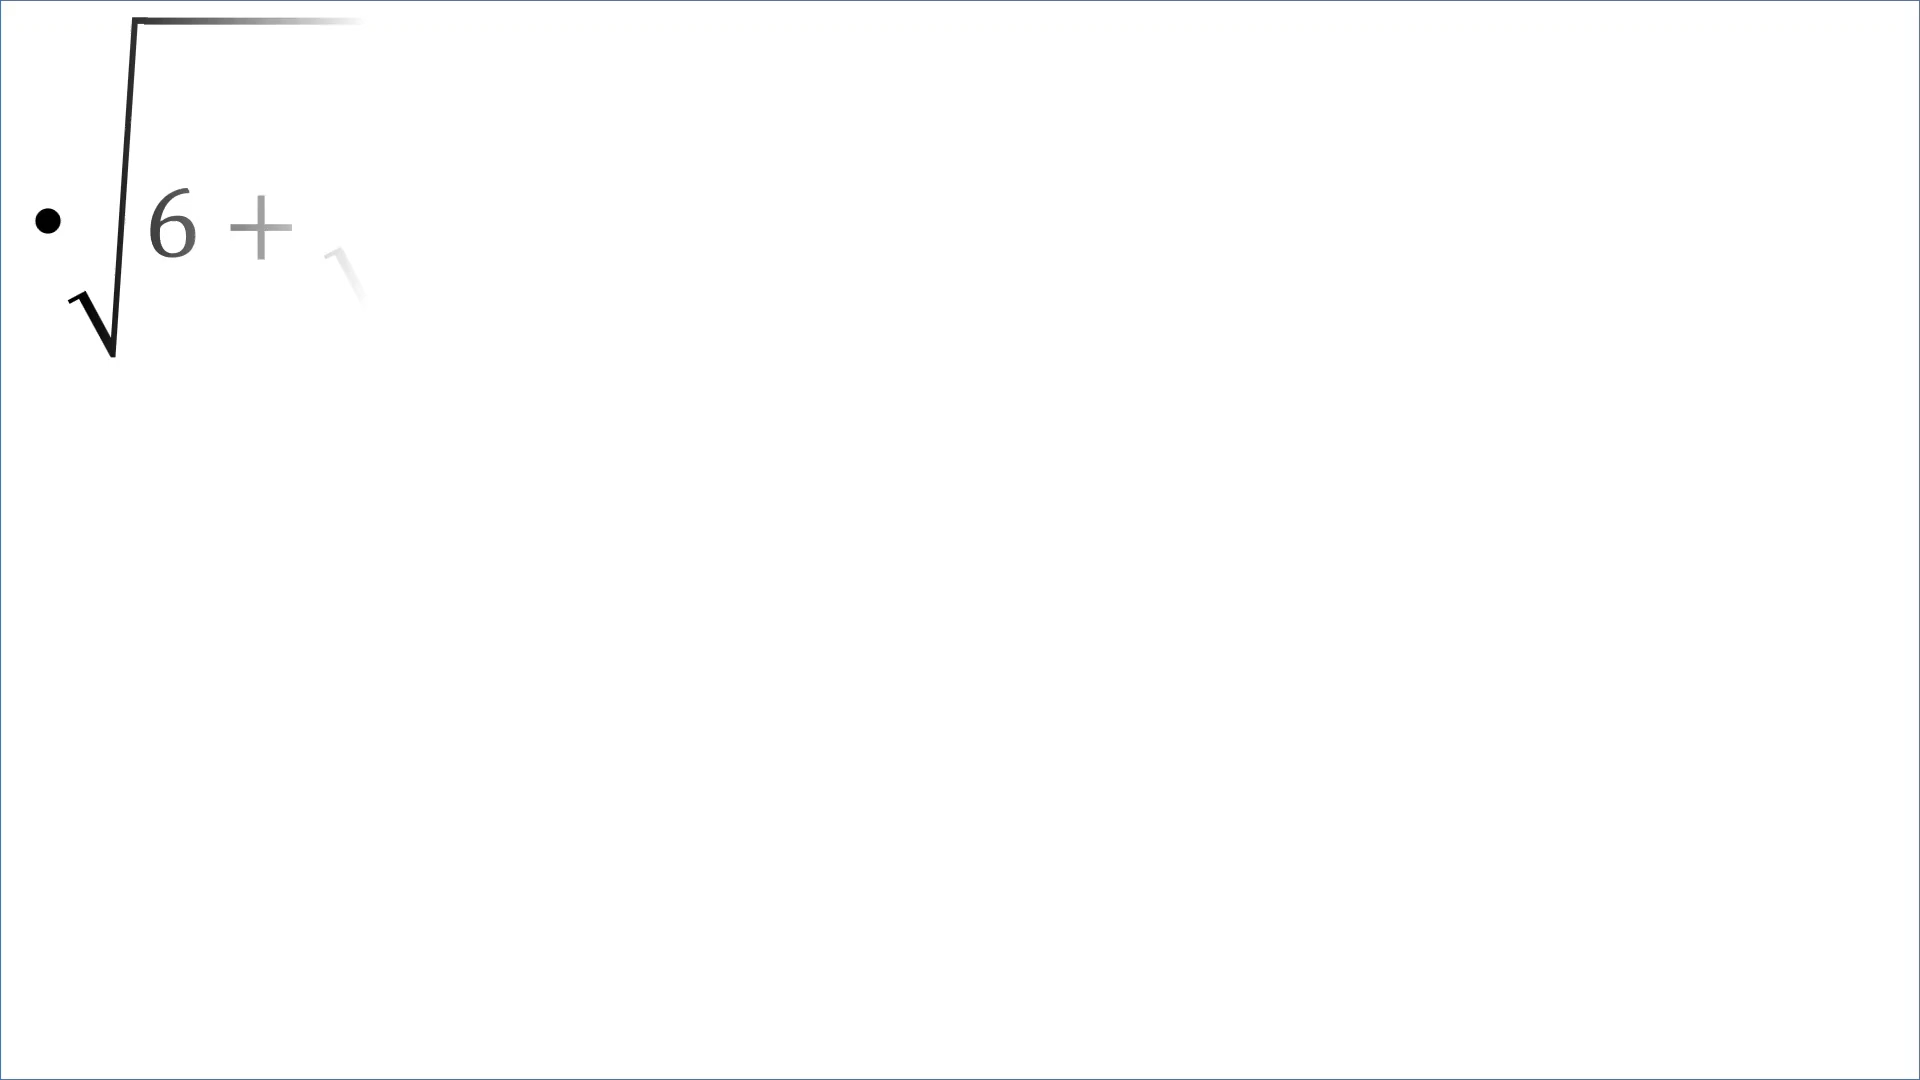 • √6 + √